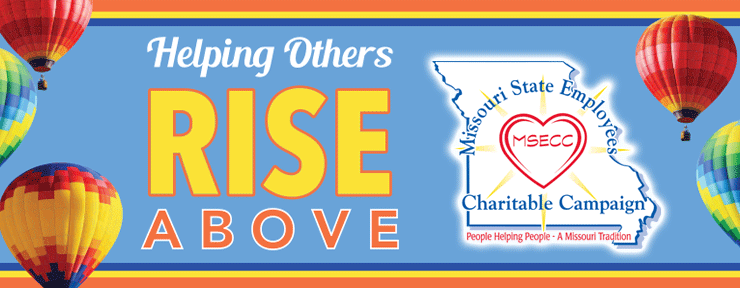 Helping Others
RISE
ABOVE
Missouri State Employees
MSECC
Charitable Campaign
People Helping People - A Missouri Tradition